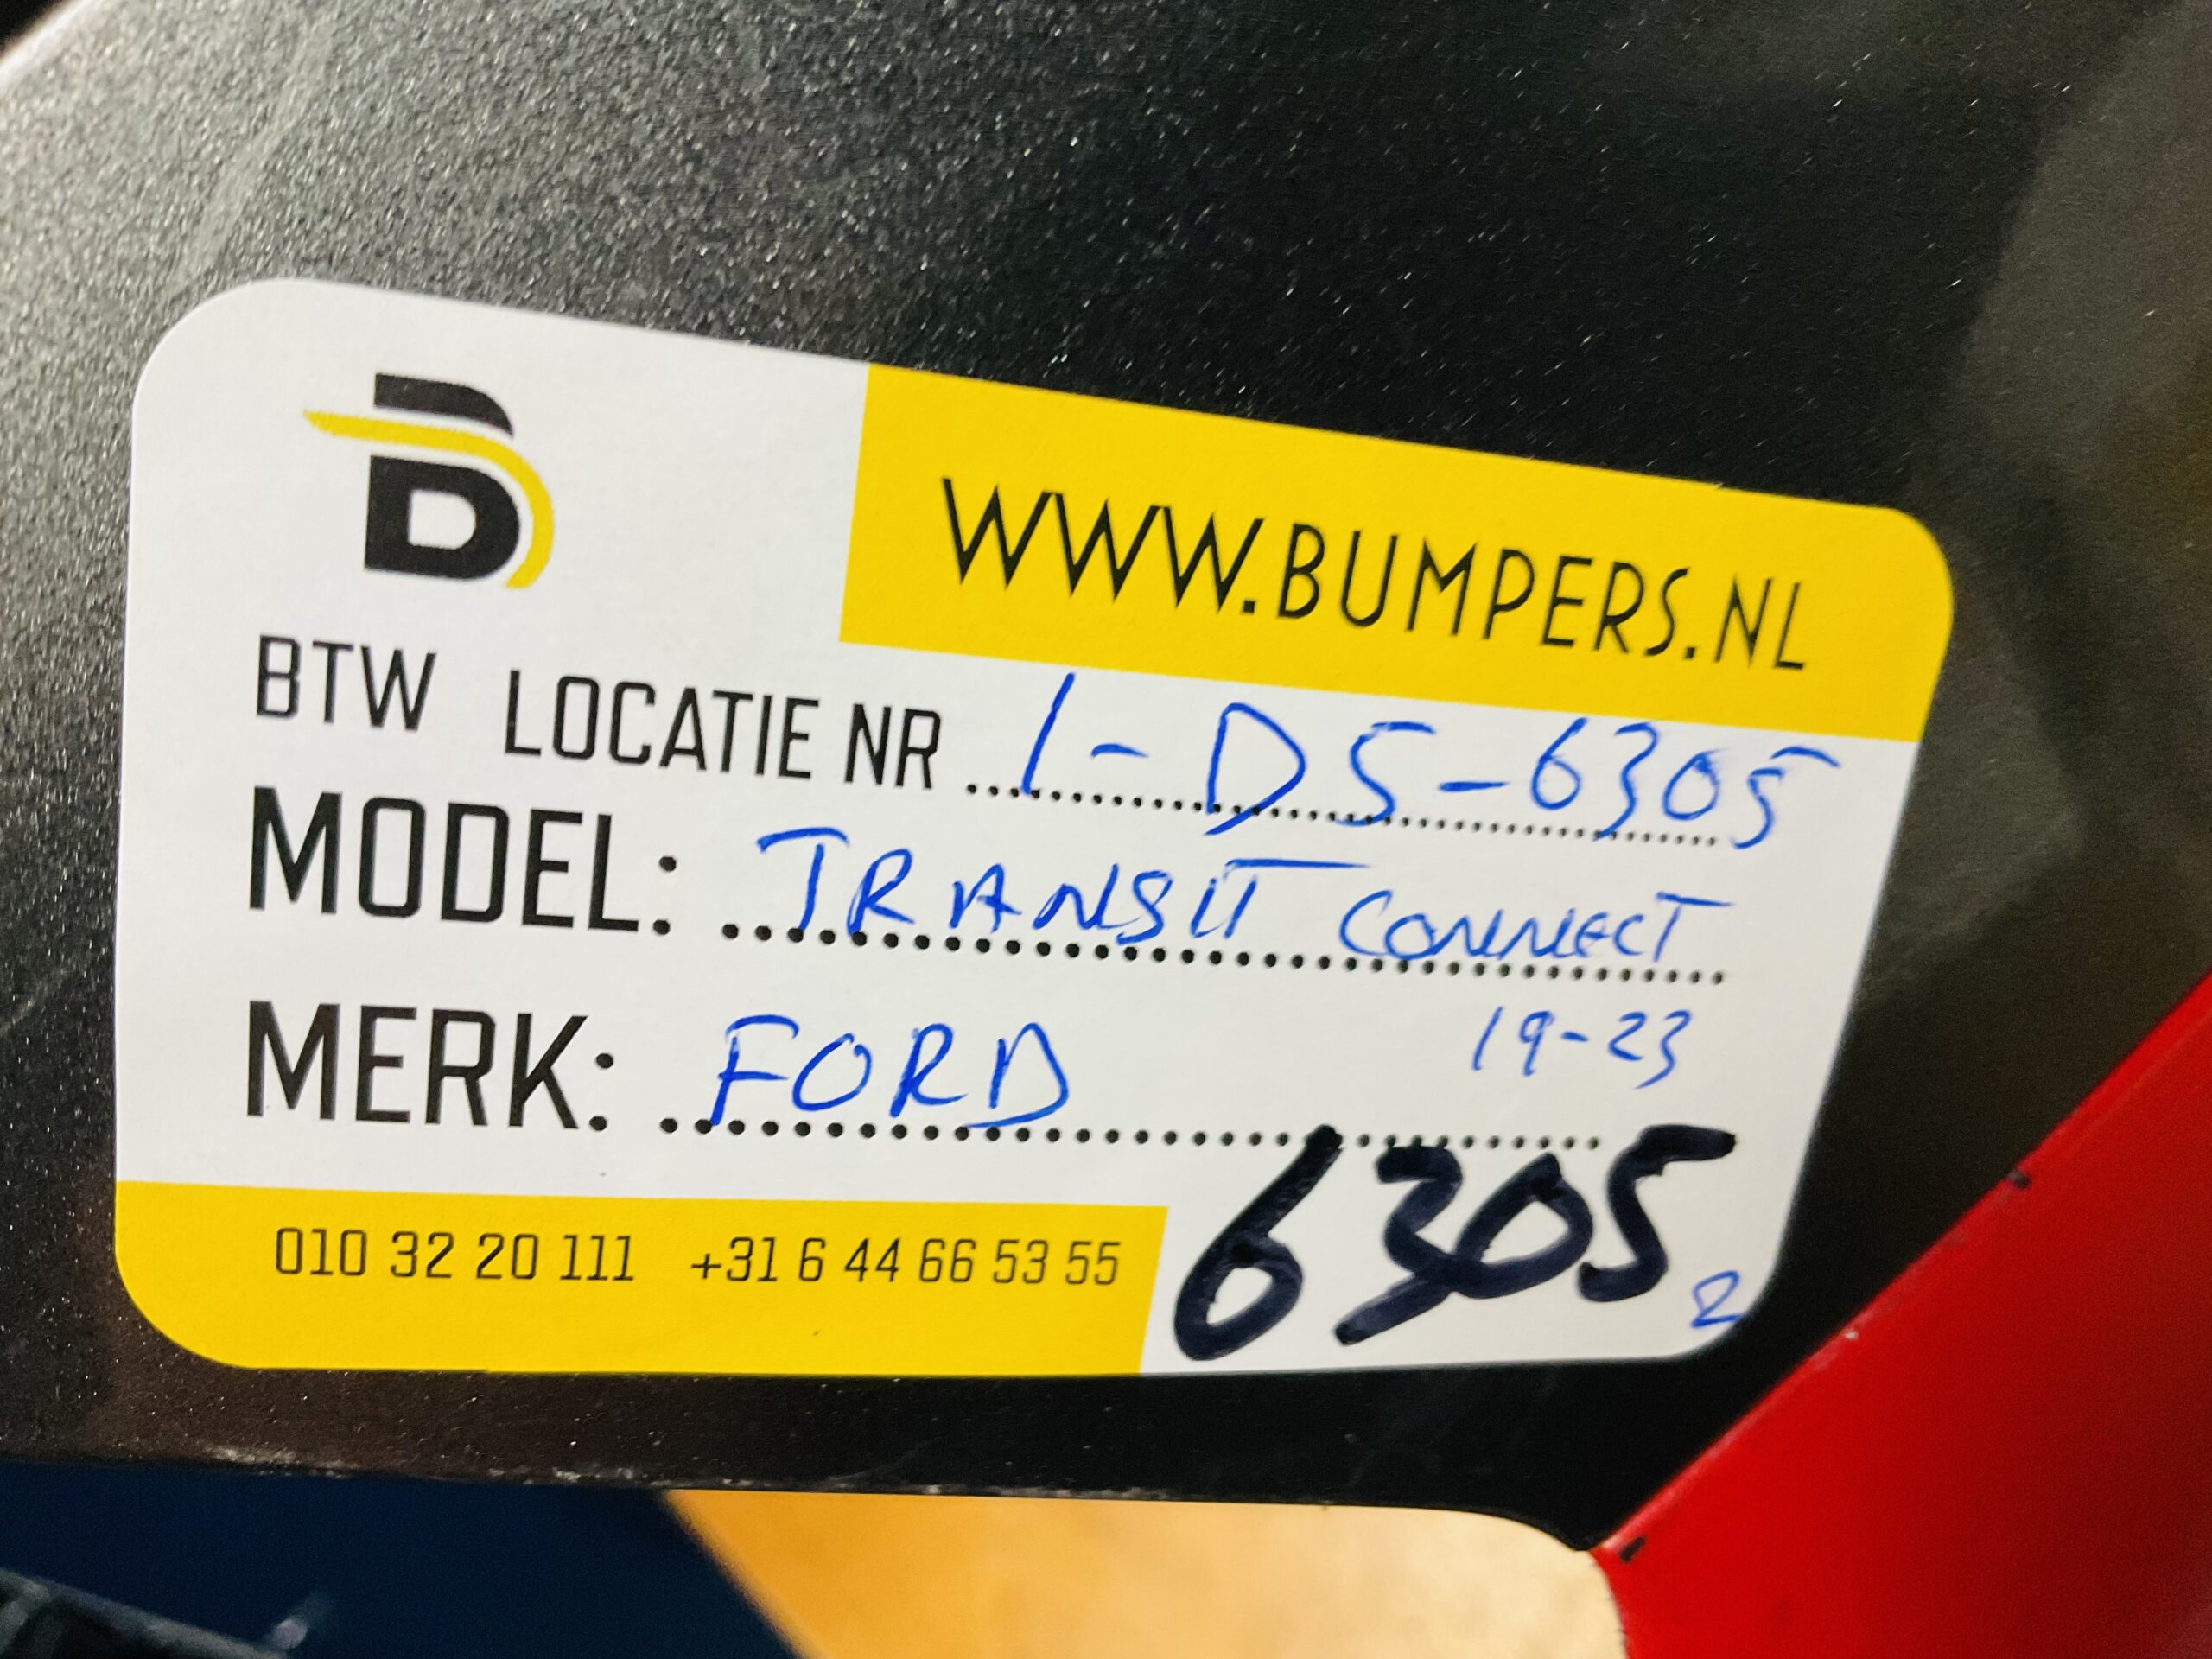 WWW.BUMPERS.NL
BTW LOCATIE NR 1-D5-6305
MODEL: TRANSIT CONNECT
19-23
MERK: FORD
6305
2
010 32 20 111 +31 6 44 66 53 55